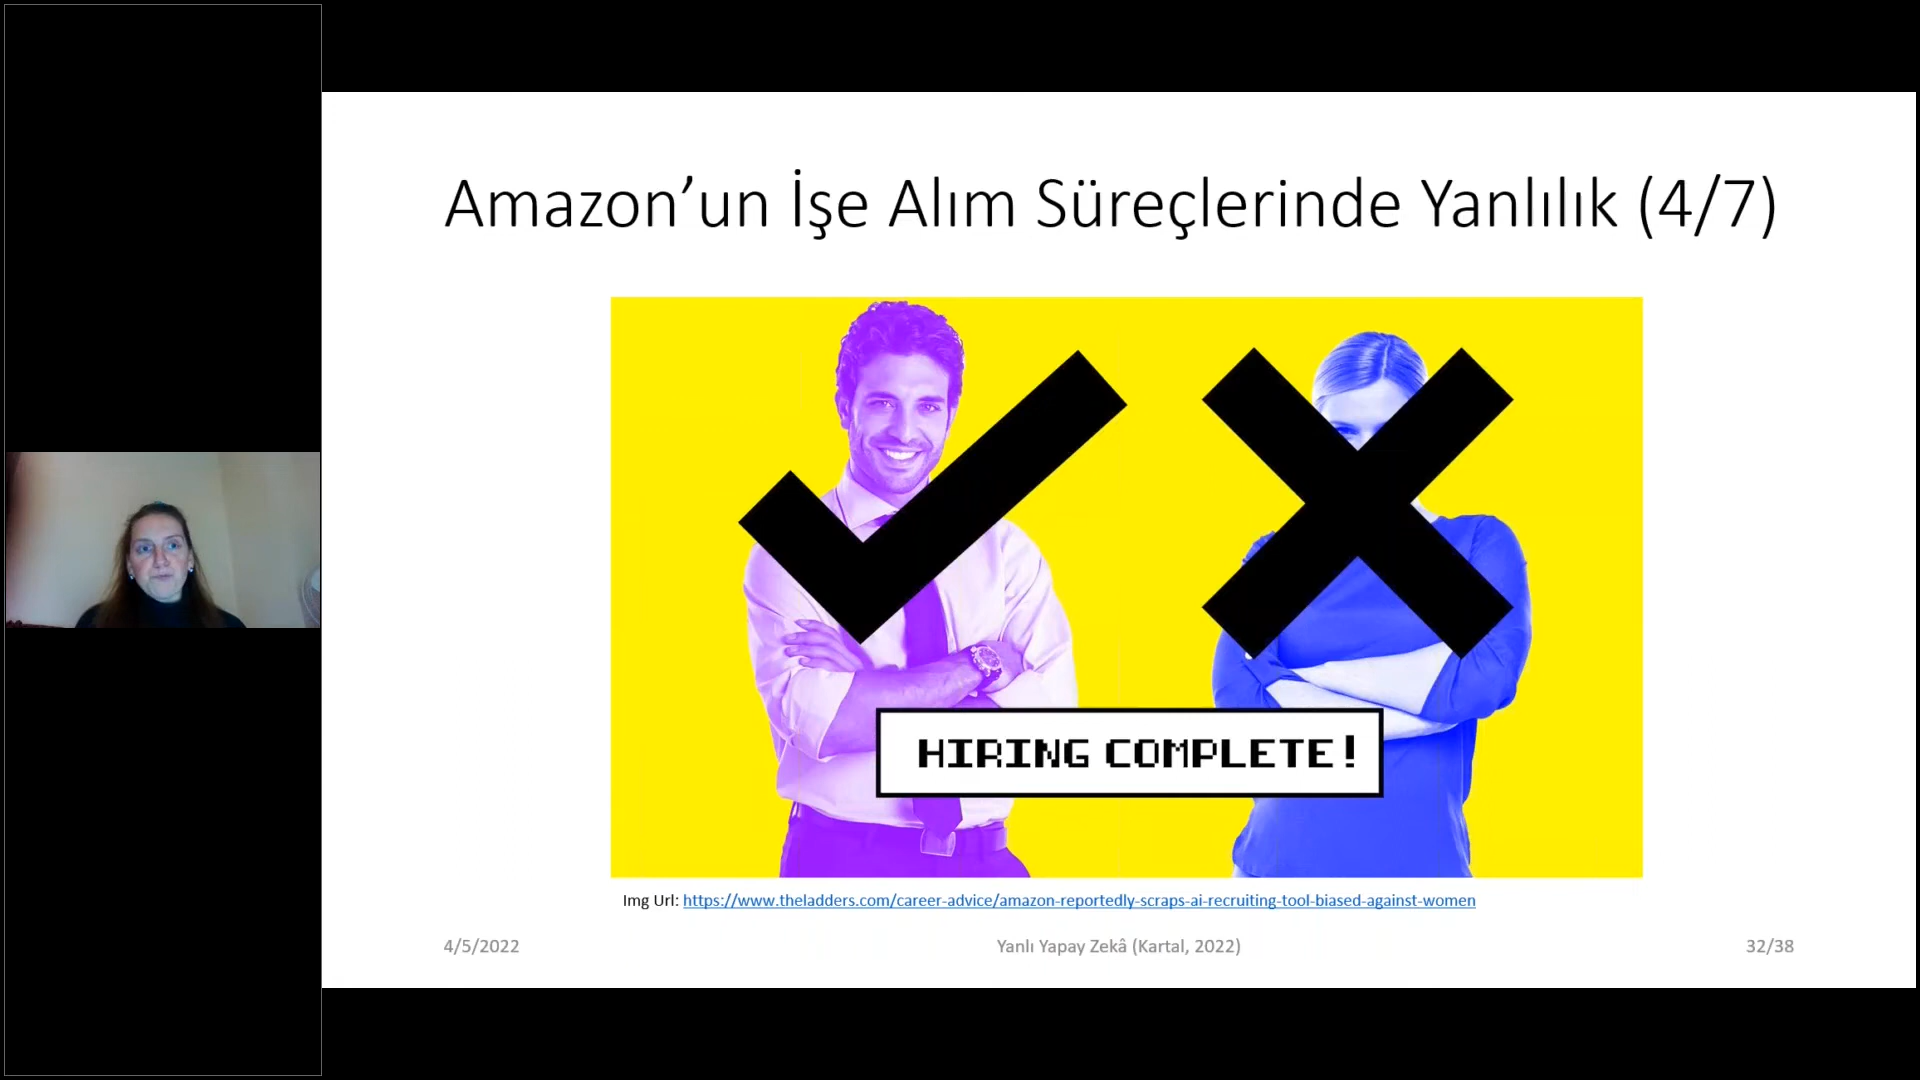 Amazon’un İşe Alım Süreçlerinde Yanlılık (4/7)
HIRING COMPLETE!
Img Url: https://www.theladders.com/career-advice/amazon-reportedly-scraps-ai-recruiting-tool-biased-against-women
4/5/2022
Yanlı Yapay Zekâ (Kartal, 2022)
32/38